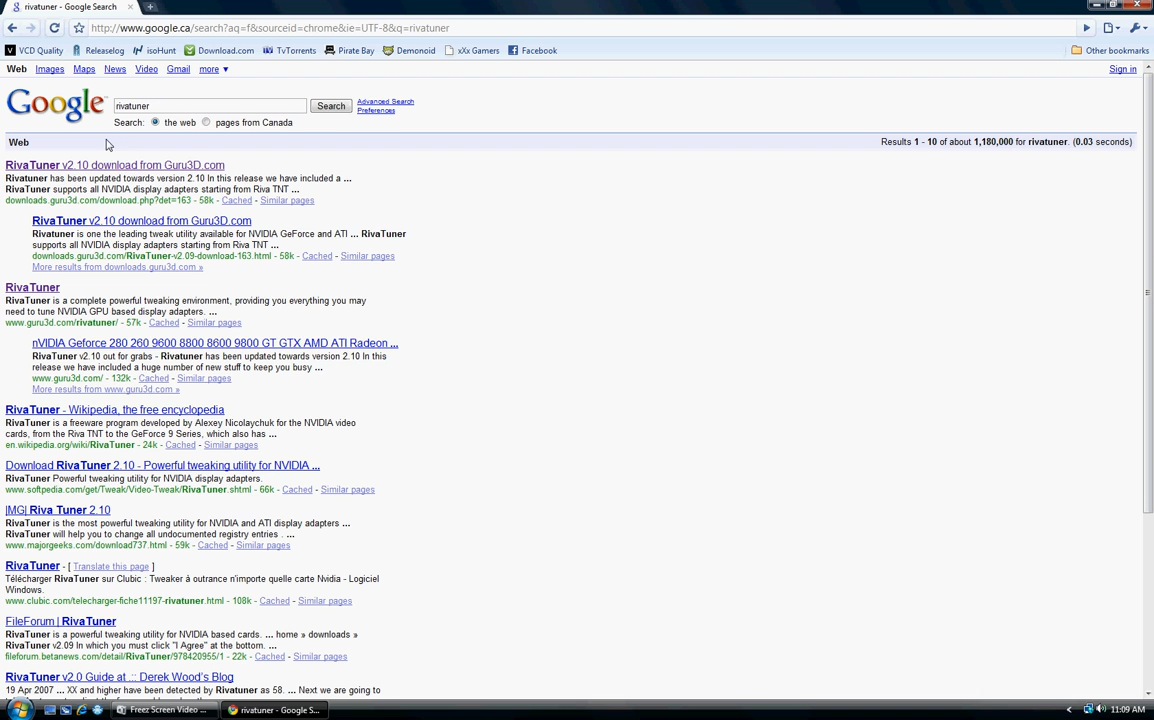 rivatuner - Google Search
http://www.google.ca/search?aq=f&sourceid=chrome&ie=UTF-8&q=rivatuner
VCD Quality Releaselog isoHunt Download.com TvTorrents Pirate Bay Demonoid xXx Gamers Facebook Other bookmarks
Web Images Maps News Video Gmail more ▼ Sign in
Google rivatuner Search Advanced Search
Preferences
Search: the web pages from Canada
Web Results 1 - 10 of about 1,180,000 for rivatuner. (0.03 seconds)
RivaTuner v2.10 download from Guru3D.com
Rivatuner has been updated towards version 2.10 In this release we have included a ...
RivaTuner supports all NVIDIA display adapters starting from Riva TNT ...
downloads.guru3d.com/download.php?det=163 - 58k - Cached - Similar pages
RivaTuner v2.10 download from Guru3D.com
Rivatuner is one the leading tweak utility available for NVIDIA GeForce and ATI ... RivaTuner
supports all NVIDIA display adapters starting from Riva TNT ...
downloads.guru3d.com/RivaTuner-v2.09-download-163.html - 58k - Cached - Similar pages
More results from downloads.guru3d.com »
RivaTuner
RivaTuner is a complete powerful tweaking environment, providing you everything you may
need to tune NVIDIA GPU based display adapters. ...
www.guru3d.com/rivatuner/ - 57k - Cached - Similar pages
nVIDIA Geforce 280 260 9600 8800 8600 9800 GT GTX AMD ATI Radeon ...
RivaTuner v2.10 out for grabs - Rivatuner has been updated towards version 2.10 In this
release we have included a huge number of new stuff to keep you busy ...
www.guru3d.com/ - 132k - Cached - Similar pages
More results from www.guru3d.com »
RivaTuner - Wikipedia, the free encyclopedia
RivaTuner is a freeware program developed by Alexey Nicolaychuk for the NVIDIA video
cards, from the Riva TNT to the GeForce 9 Series, which also has ...
en.wikipedia.org/wiki/RivaTuner - 24k - Cached - Similar pages
Download RivaTuner 2.10 - Powerful tweaking utility for NVIDIA ...
RivaTuner Powerful tweaking utility for NVIDIA display adapters.
www.softpedia.com/get/Tweak/Video-Tweak/RivaTuner.shtml - 66k - Cached - Similar pages
|MG| Riva Tuner 2.10
RivaTuner is the most powerful tweaking utility for NVIDIA and ATI display adapters ...
RivaTuner will help you to change all undocumented registry entries . ...
www.majorgeeks.com/download737.html - 59k - Cached - Similar pages
RivaTuner - [ Translate this page ]
Télécharger RivaTuner sur Clubic : Tweaker à outrance n'importe quelle carte Nvidia - Logiciel
Windows.
www.clubic.com/telecharger-fiche11197-rivatuner.html - 108k - Cached - Similar pages
FileForum | RivaTuner
RivaTuner is a powerful tweaking utility for NVIDIA based cards. ... home » downloads »
RivaTuner v2.09 In which you must click "I Agree" at the bottom. ...
fileforum.betanews.com/detail/RivaTuner/978420955/1 - 22k - Cached - Similar pages
RivaTuner v2.0 Guide at .:: Derek Wood's Blog
19 Apr 2007 ... XX and higher have been detected by Rivatuner as 58. ... Next we are going to
Freez Screen Video ... rivatuner - Google S... 11:09 AM